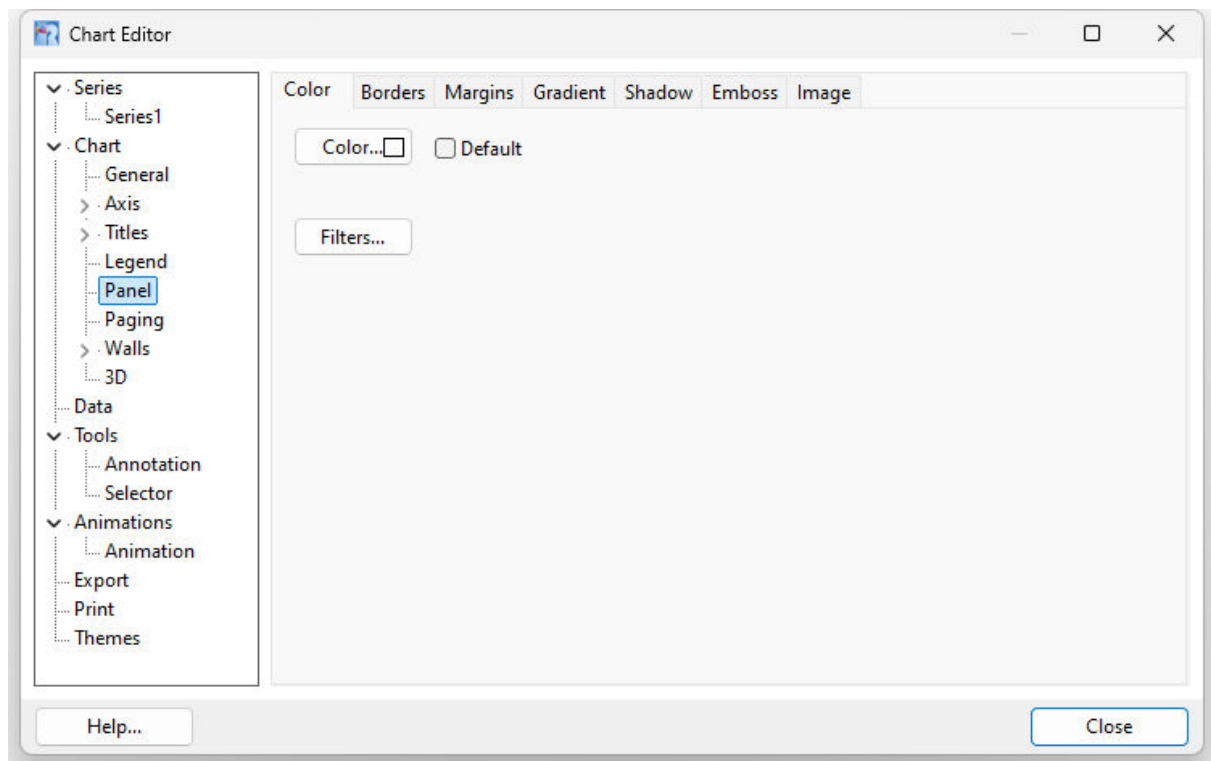 Chart Editor
Series
Series1
Chart
General
Axis
Titles
Legend
Panel
Paging
Walls
3D
Data
Tools
Annotation
Selector
Animations
Animation
Export
Print
Themes
Color Borders Margins Gradient Shadow Emboss Image
Color... Default
Filters...
Help... Close